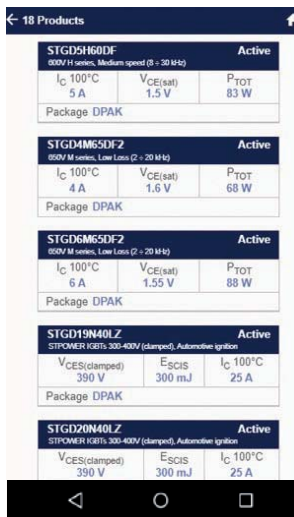 ← 18 Products
STGD5H60DF Active
600V H series, Medium speed (8 ÷ 30 kHz)
IC 100°C VCE(sat) PTOT
5 A 1.5 V 83 W
Package DPAK
STGD4M65DF2 Active
650V M series, Low Loss (2 ÷ 20 kHz)
IC 100°C VCE(sat) PTOT
4 A 1.6 V 68 W
Package DPAK
STGD6M65DF2 Active
650V M series, Low Loss (2 ÷ 20 kHz)
IC 100°C VCE(sat) PTOT
6 A 1.55 V 88 W
Package DPAK
STGD19N40LZ Active
STPOWER IGBTs 300-400V (clamped), Automotive ignition
VCES(clamped) ESCIS IC 100°C
390 V 300 mJ 25 A
Package DPAK
STGD20N40LZ Active
STPOWER IGBTs 300-400V (clamped), Automotive ignition
VCES(clamped) ESCIS IC 100°C
390 V 300 mJ 25 A